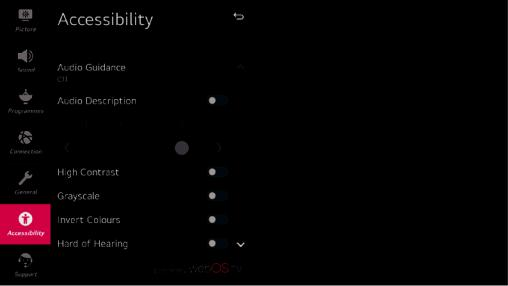 Accessibility
Picture
Sound
Programmes
Connection
General
Accessibility
Support
Audio Guidance
Off
Audio Description
High Contrast
Grayscale
Invert Colours
Hard of Hearing
webOS TV